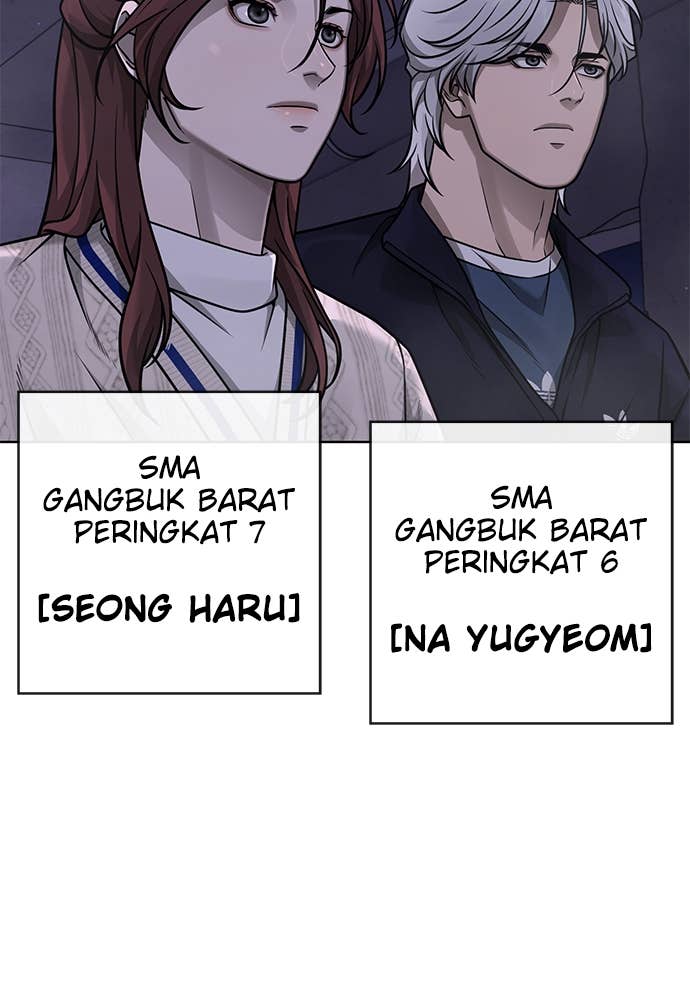 SMA
GANGBUK BARAT
PERINGKAT 7
[SEONG HARU]
SMA
GANGBUK BARAT
PERINGKAT 6
[NA YUGYEOM]